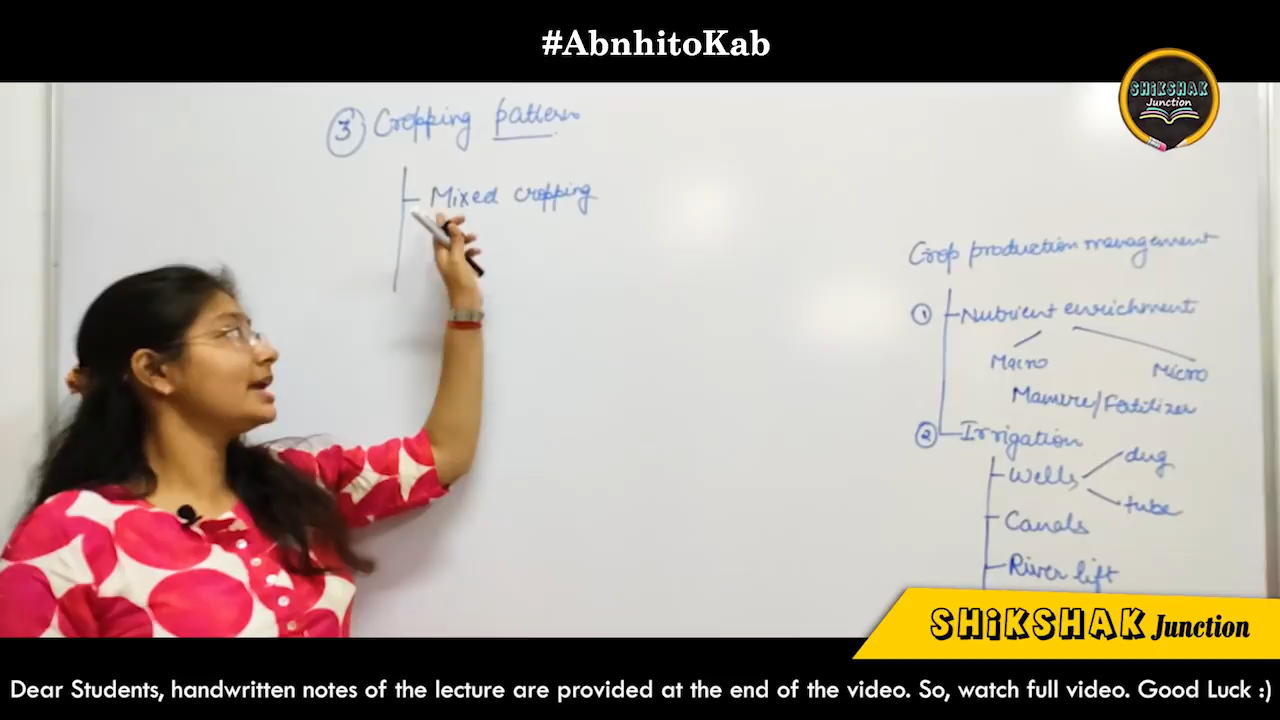 #AbnhitoKab
SHiKSHAK
Junction
3 Cropping pattern
Mixed cropping
Crop production management
1 Nutrient enrichment
Macro Micro
Manure/Fertilizer
2 Irrigation
Wells dug
tube
Canals
River lift
SHiKSHAK Junction
Dear Students, handwritten notes of the lecture are provided at the end of the video. So, watch full video. Good Luck :)